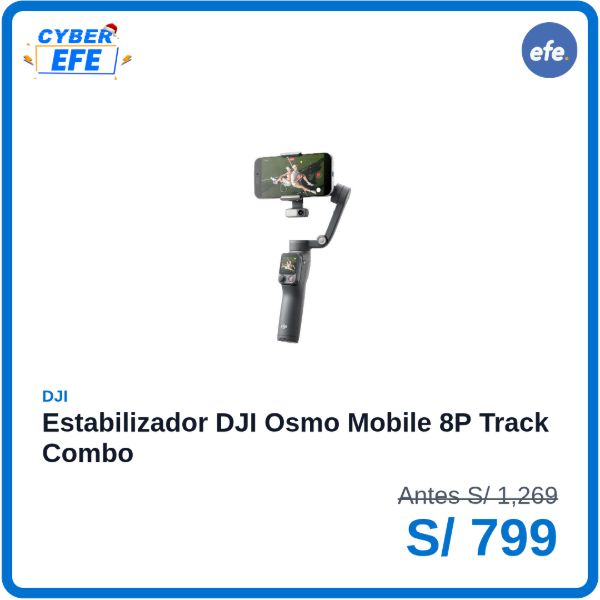 CYBER
EFE
efe.
DJI
Estabilizador DJI Osmo Mobile 8P Track
Combo
Antes S/ 1,269
S/ 799